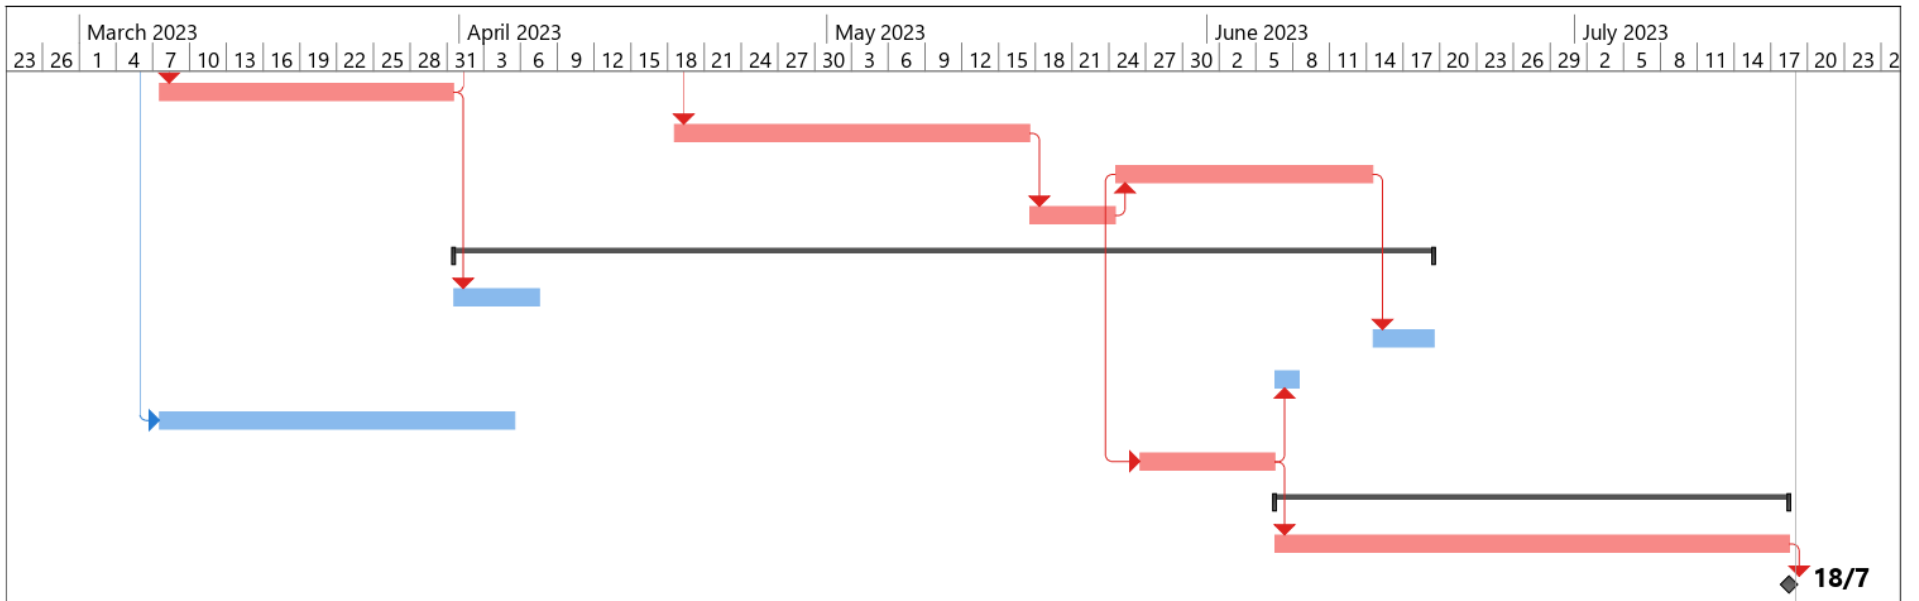 March 2023 April 2023 May 2023 June 2023 July 2023
23 26 1 4 7 10 13 16 19 22 25 28 31 3 6 9 12 15 18 21 24 27 30 3 6 9 12 15 18 21 24 27 30 2 5 8 11 14 17 20 23 26 29 2 5 8 11 14 17 20 23 2
18/7